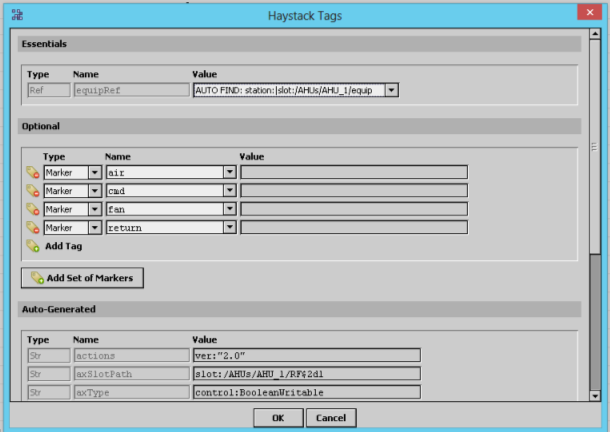 Haystack Tags
Essentials
Type Name Value
Ref equipRef AUTO FIND: station:|slot:/AHUs/AHU_1/equip
Optional
Type Name Value
Marker air
Marker cmd
Marker fan
Marker return
Add Tag
Add Set of Markers
Auto-Generated
Type Name Value
Str actions ver:"2.0"
Str axSlotPath slot:/AHUs/AHU_1/RF$2d1
Str axType control:BooleanWritable
OK Cancel